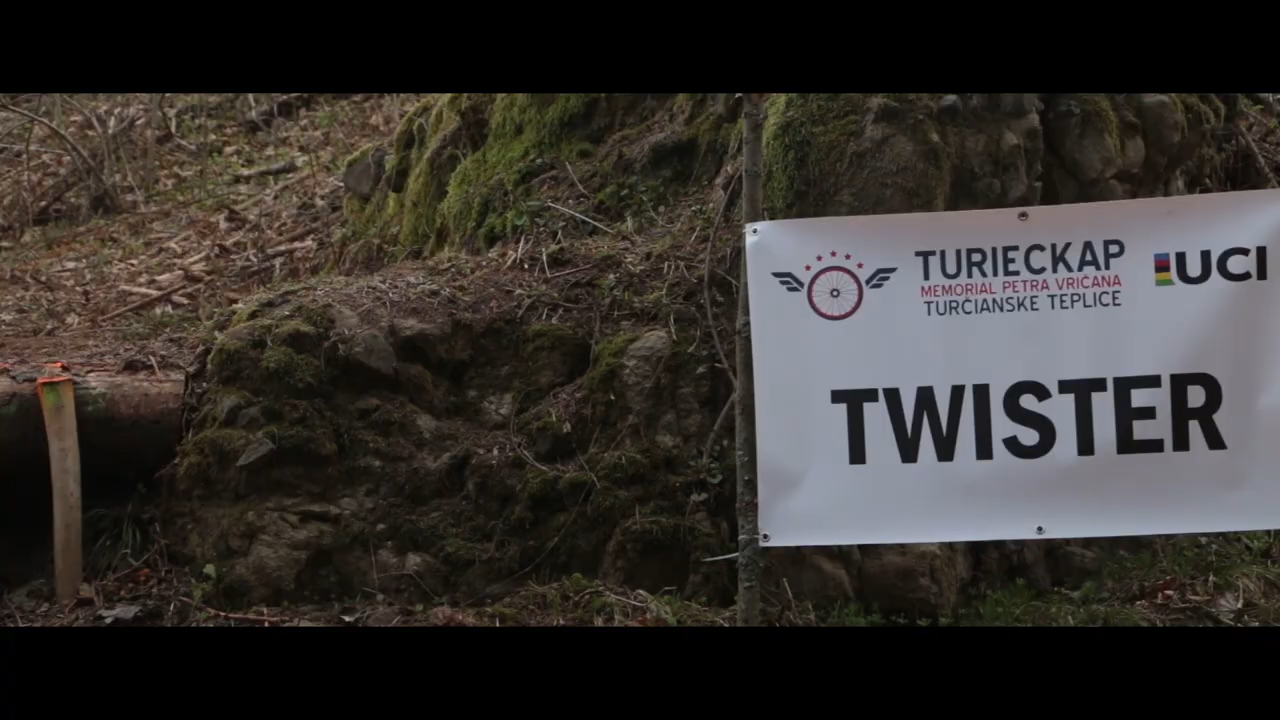 TURIECKAP
MEMORIAL PETRA VRIČANA
TURČIANSKE TEPLICE
UCI
TWISTER